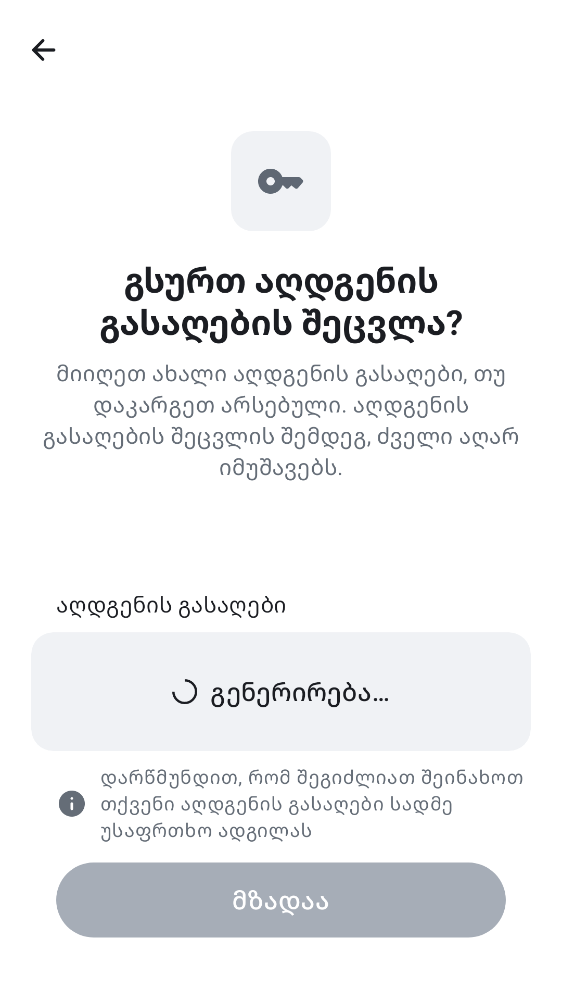 გსურთ აღდგენის
გასაღების შეცვლა?
მიიღეთ ახალი აღდგენის გასაღები, თუ
დაკარგეთ არსებული. აღდგენის
გასაღების შეცვლის შემდეგ, ძველი აღარ
იმუშავებს.
აღდგენის გასაღები
გენერირება...
დარწმუნდით, რომ შეგიძლიათ შეინახოთ
თქვენი აღდგენის გასაღები სადმე
უსაფრთხო ადგილას
მზადაა